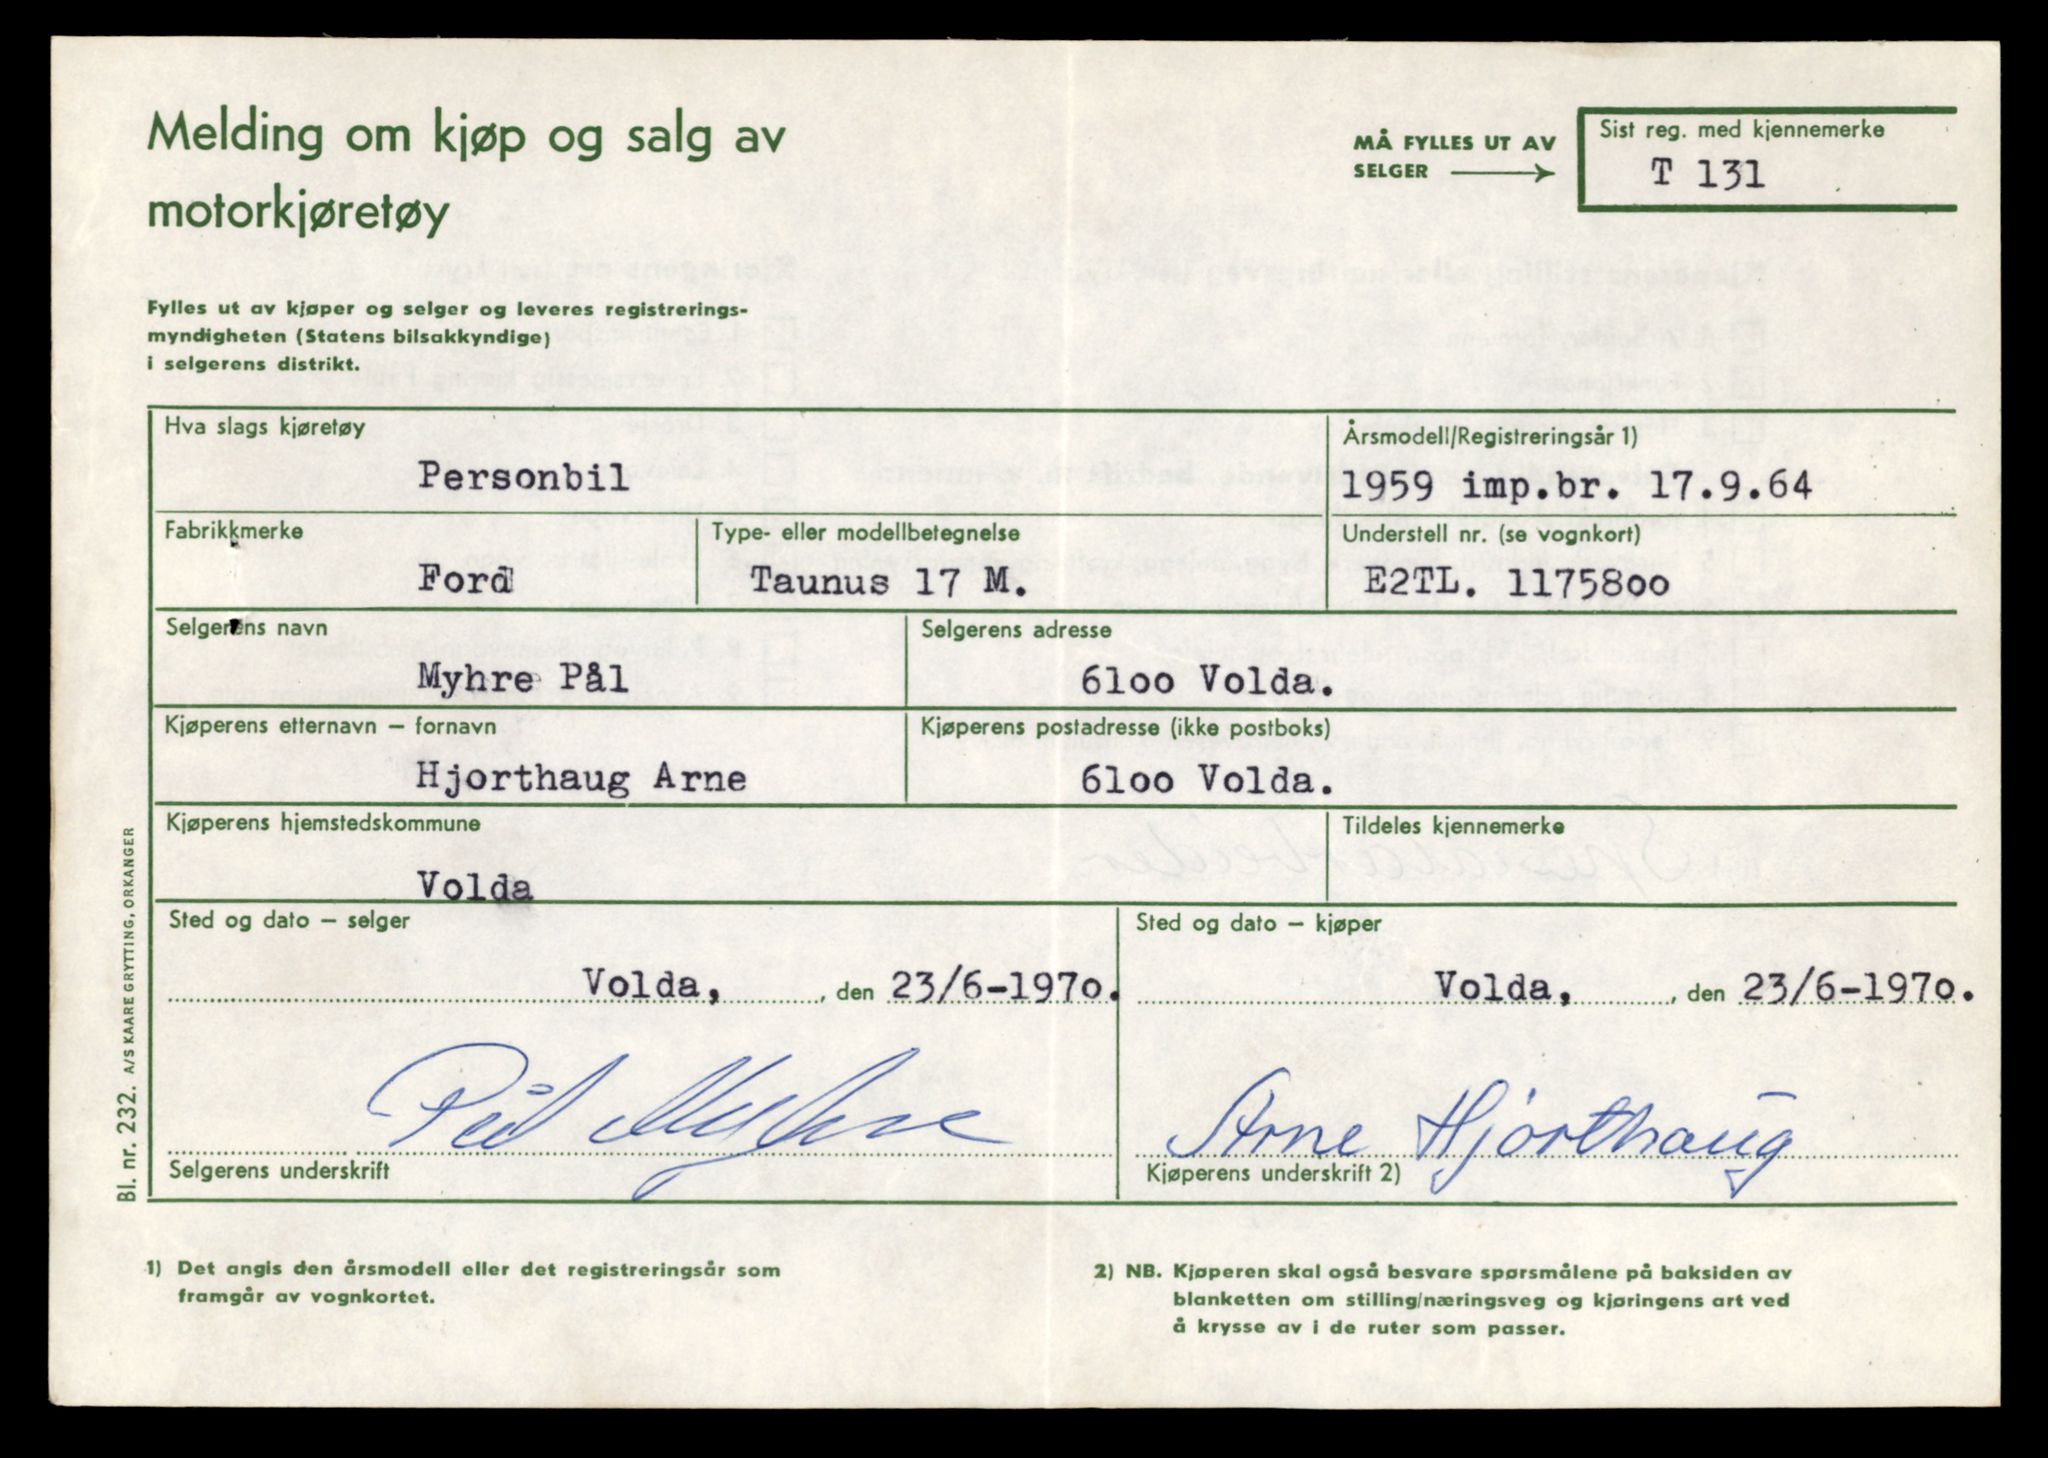 Melding om kjøp og salg av
motorkjøretøy
MÅ FYLLES UT AV
SELGER
Sist reg. med kjennemerke
T 131
Fylles ut av kjøper og selger og leveres registrerings-
myndigheten (Statens bilsakkyndige)
i selgerens distrikt.
Hva slags kjøretøy
Personbil
Årsmodell/Registreringsår 1)
1959 imp.br. 17.9.64
Fabrikkmerke
Ford
Type- eller modellbetegnelse
Taunus 17 M.
Understell nr. (se vognkort)
E2TL. 1175800
Selgerens navn
Myhre Pål
Selgerens adresse
6100 Volda.
Kjøperens etternavn – fornavn
Hjorthaug Arne
Kjøperens postadresse (ikke postboks)
6100 Volda.
Kjøperens hjemstedskommune
Volda
Tildeles kjennemerke
Sted og dato – selger
Volda, , den 23/6-1970.
Sted og dato – kjøper
Volda, , den 23/6-1970.
Pål Myhre
Selgerens underskrift
Arne Hjorthaug
Kjøperens underskrift 2)
Bl. nr. 232. A/S KAARE GRYTTING, ORKANGER
1) Det angis den årsmodell eller det registreringsår som
framgår av vognkortet.
2) NB. Kjøperen skal også besvare spørsmålene på baksiden av
blanketten om stilling/næringsveg og kjøringens art ved
å krysse av i de ruter som passer.